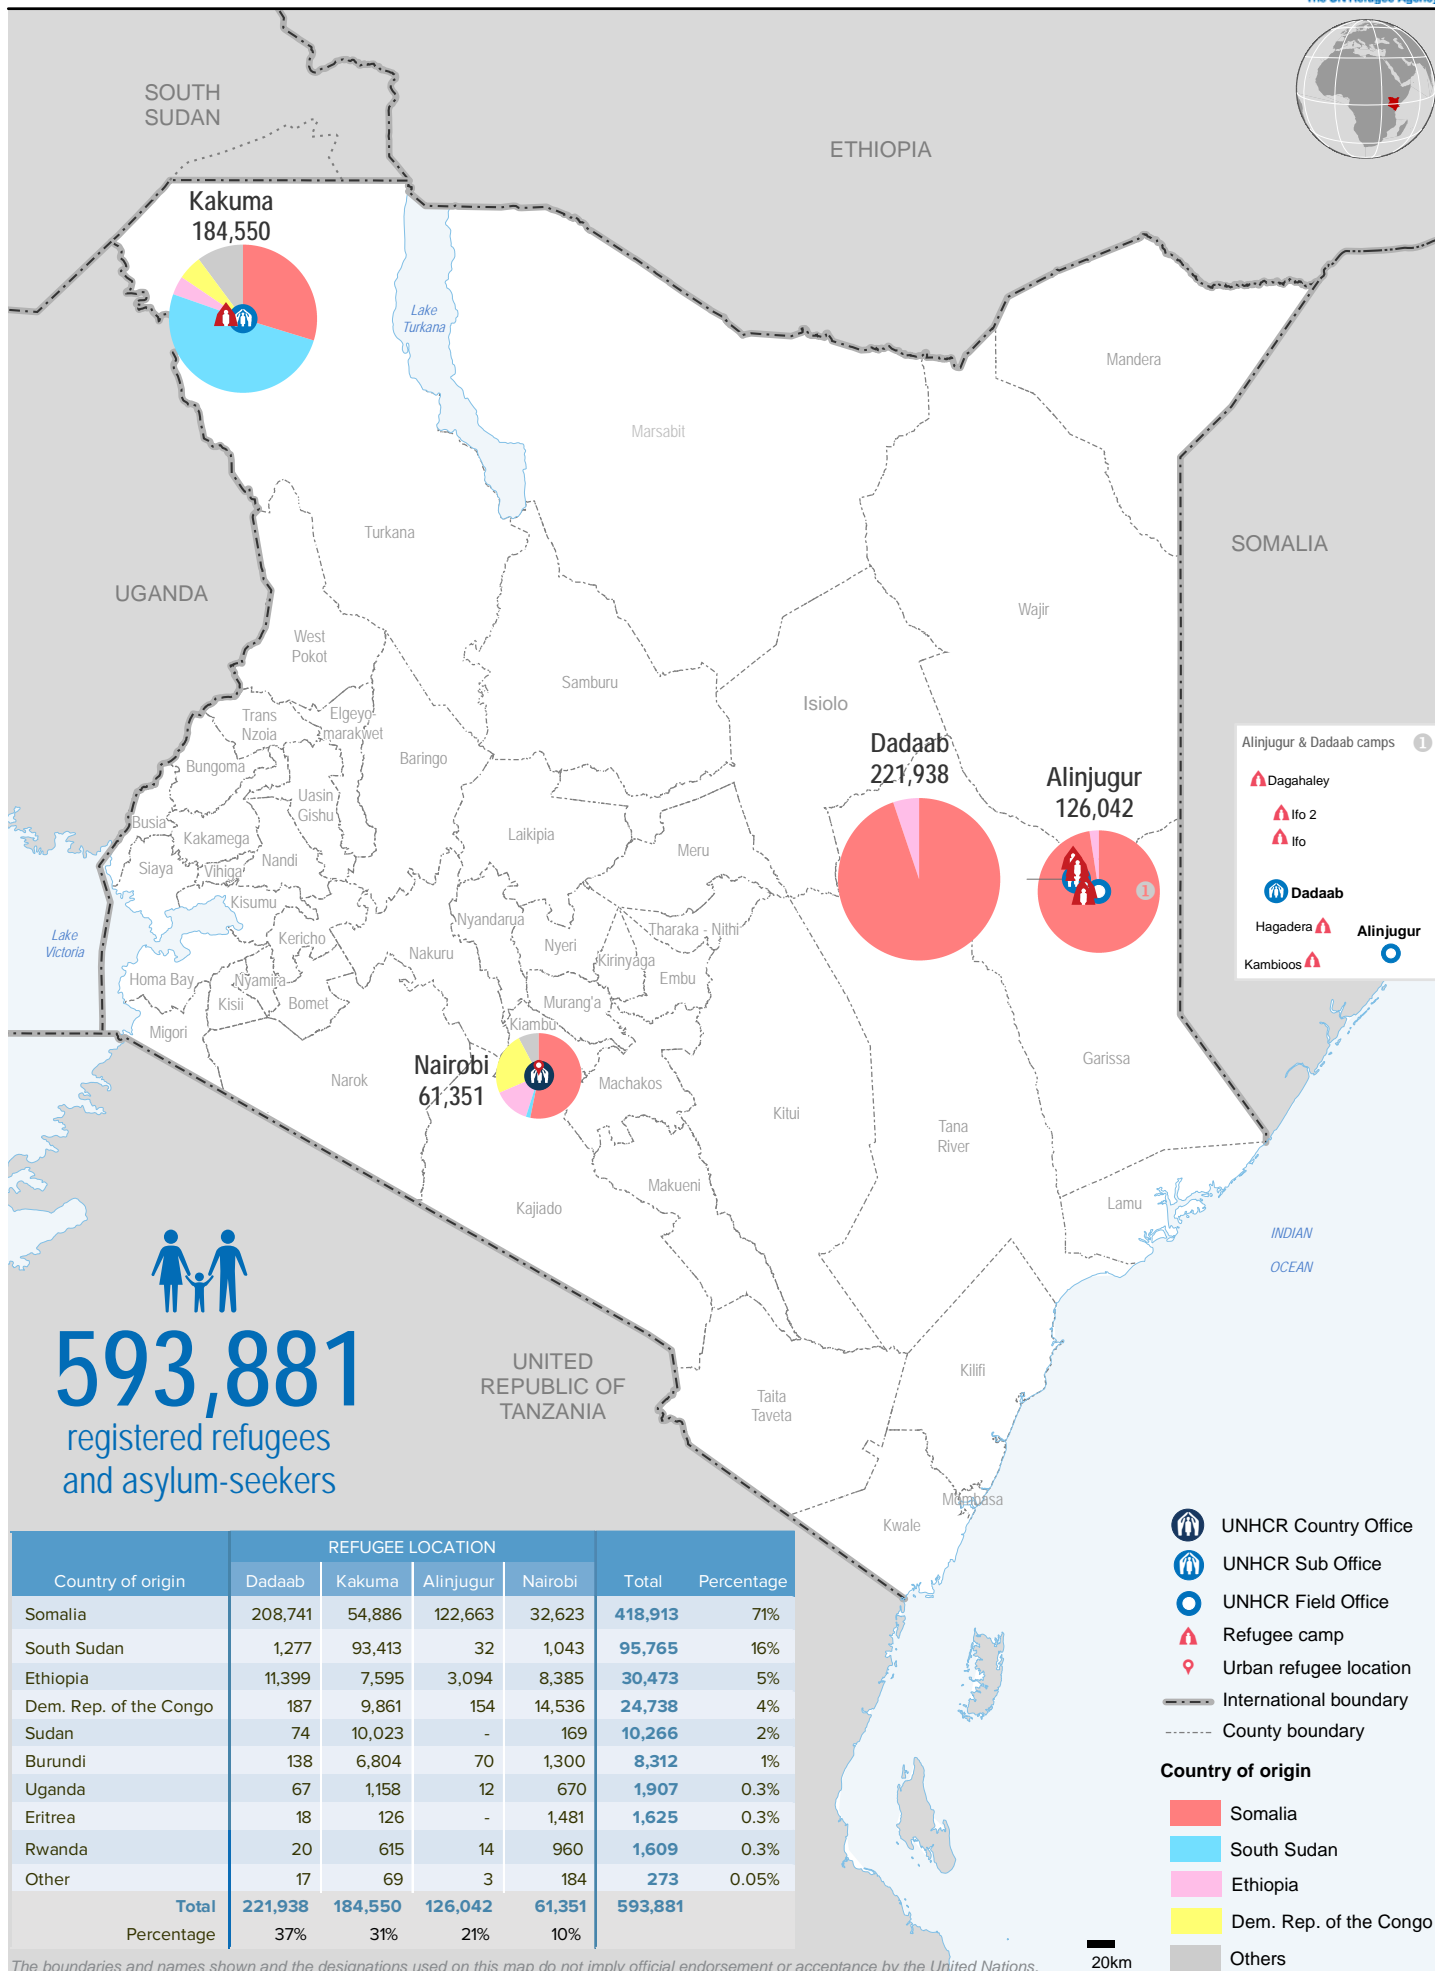 The UN Refugee Agency
SOUTH
SUDAN
ETHIOPIA
Kakuma
184,550
Lake
Turkana
Mandera
Marsabit
Turkana
SOMALIA
UGANDA
Wajir
West
Pokot
Samburu
Isiolo
Trans
Nzoia
Elgeyo-
marakwet
Baringo
Bungoma
Dadaab
221,938
Alinjugur
126,042
Alinjugur & Dadaab camps 1
Dagahaley
Ifo 2
Ifo
Dadaab
Hagadera
Alinjugur
Kambioos
Uasin
Gishu
Busia
Kakamega
Laikipia
Meru
Siaya
Vihiga
Nandi
1
Kisumu
Nyandarua
Tharaka - Nithi
Lake
Victoria
Kericho
Nakuru
Nyeri
Kirinyaga
Homa Bay
Nyamira
Embu
Kisii
Bomet
Murang'a
Migori
Kiambu
Nairobi
61,351
Narok
Machakos
Garissa
Kitui
Tana
River
Makueni
Kajiado
Lamu
INDIAN
OCEAN
593,881
registered refugees
and asylum-seekers
UNITED
REPUBLIC OF
TANZANIA
Kilifi
Taita
Taveta
Mombasa
Kwale
REFUGEE LOCATION
Country of origin Dadaab Kakuma Alinjugur Nairobi Total Percentage
Somalia 208,741 54,886 122,663 32,623 418,913 71%
South Sudan 1,277 93,413 32 1,043 95,765 16%
Ethiopia 11,399 7,595 3,094 8,385 30,473 5%
Dem. Rep. of the Congo 187 9,861 154 14,536 24,738 4%
Sudan 74 10,023 - 169 10,266 2%
Burundi 138 6,804 70 1,300 8,312 1%
Uganda 67 1,158 12 670 1,907 0.3%
Eritrea 18 126 - 1,481 1,625 0.3%
Rwanda 20 615 14 960 1,609 0.3%
Other 17 69 3 184 273 0.05%
Total 221,938 184,550 126,042 61,351 593,881
Percentage 37% 31% 21% 10%
UNHCR Country Office
UNHCR Sub Office
UNHCR Field Office
Refugee camp
Urban refugee location
International boundary
County boundary
Country of origin
Somalia
South Sudan
Ethiopia
Dem. Rep. of the Congo
Others
20km
The boundaries and names shown and the designations used on this map do not imply official endorsement or acceptance by the United Nations.